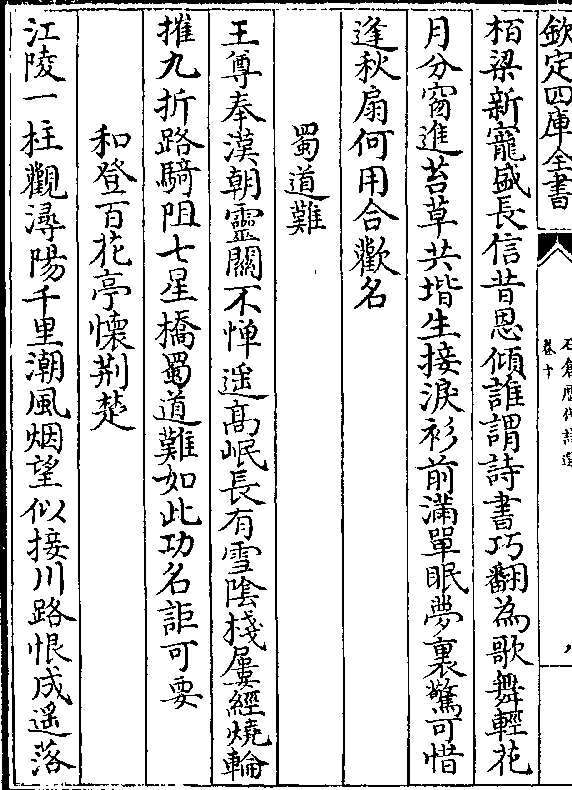 欽定四庫全書
石倉歷代詩選
卷十
栢梁新寵盛長信昔恩傾誰謂詩書巧翻為歌舞輕花
月分窗進苔草共堦生接淚衫前滿單眠夢裏驚可惜
逢秋扇何用合歡名
蜀道難
王尊奉漢朝靈關不憚遥髙岷長有雪陰棧屢經燒輪
摧九折路騎阻七星橋蜀道難如此功名詎可要
和登百花亭懷荆楚
江陵一柱觀潯陽千里潮風烟望似接川路恨成遥落